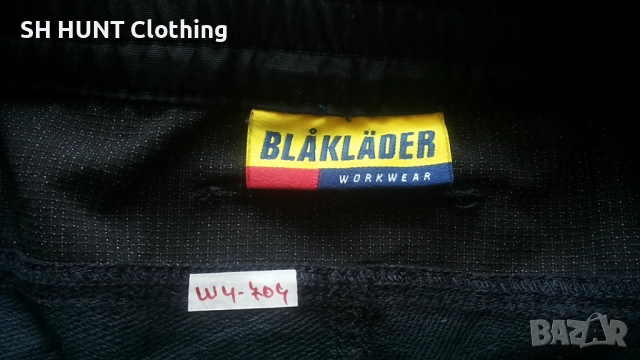 SH HUNT Clothing
BLÅKLÄDER
WORKWEAR
W4-704
BAZAR